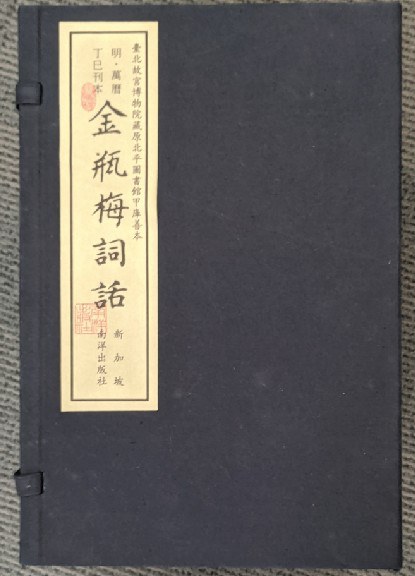 臺北故宮博物院藏原北平圖書館甲庫善本
明·萬曆
丁巳刊本
金瓶梅詞話
新加坡
南洋出版社